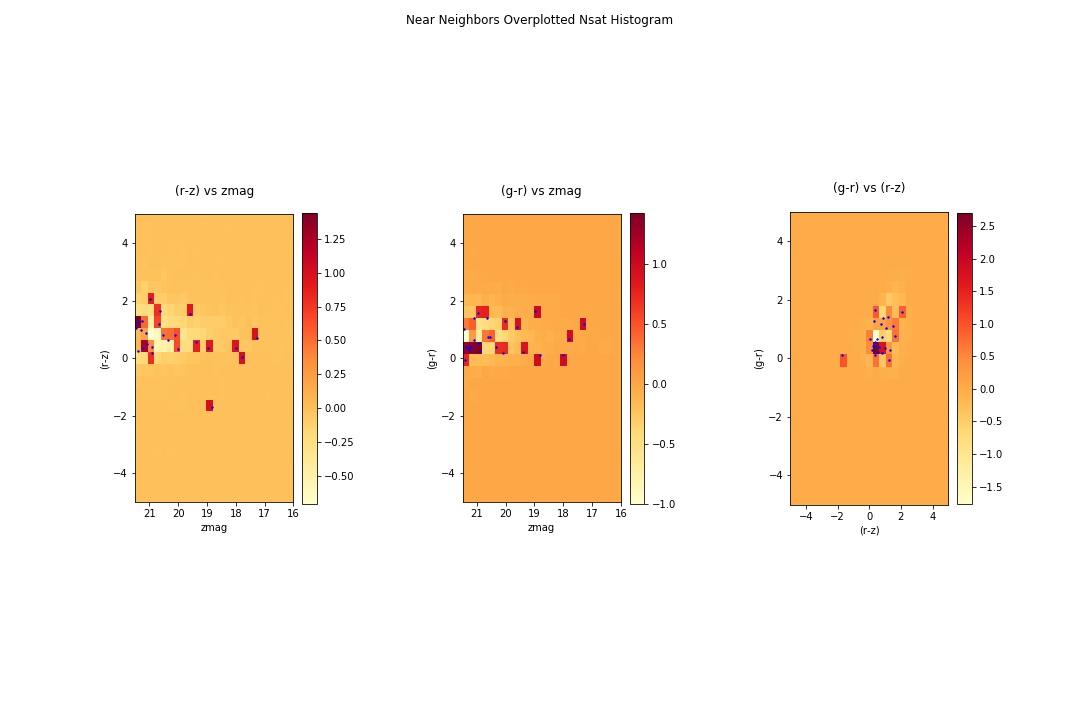 Near Neighbors Overplotted Nsat Histogram
(r-z) vs zmag
4
2
0
−2
−4
(r-z)
21 20 19 18 17 16
zmag
1.25
1.00
0.75
0.50
0.25
0.00
−0.25
−0.50
(g-r) vs zmag
4
2
0
−2
−4
(g-r)
21 20 19 18 17 16
zmag
1.0
0.5
0.0
−0.5
−1.0
(g-r) vs (r-z)
4
2
0
−2
−4
(g-r)
−4 −2 0 2 4
(r-z)
2.5
2.0
1.5
1.0
0.5
0.0
−0.5
−1.0
−1.5